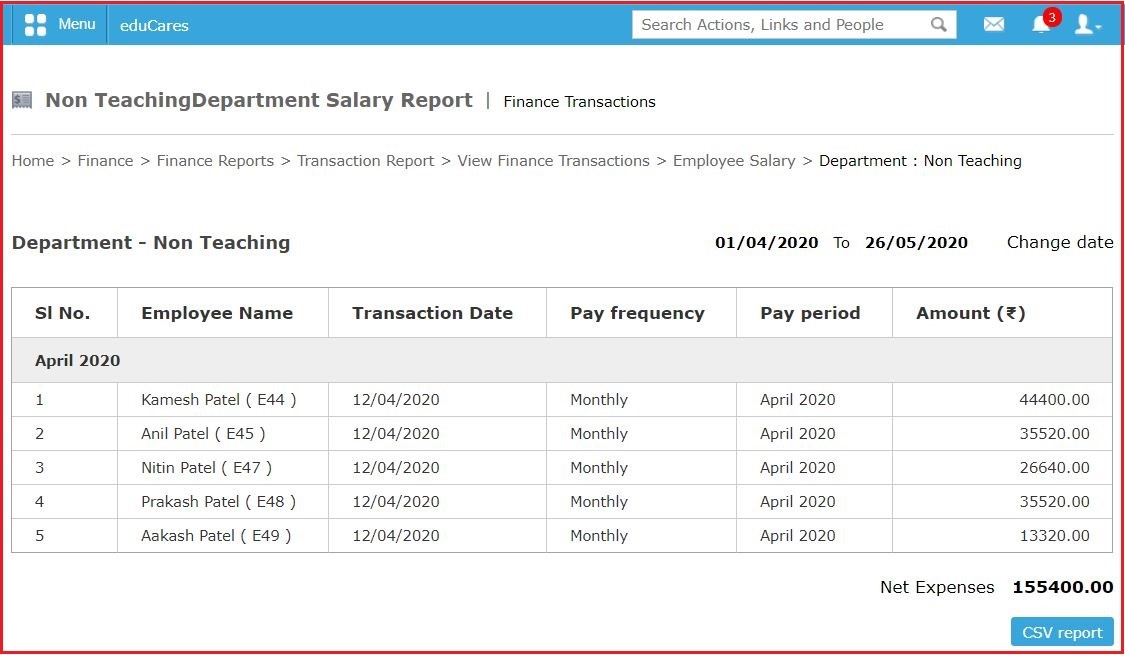 Menu eduCares Search Actions, Links and People 3
Non TeachingDepartment Salary Report | Finance Transactions
Home > Finance > Finance Reports > Transaction Report > View Finance Transactions > Employee Salary > Department : Non Teaching
Department - Non Teaching 01/04/2020 To 26/05/2020 Change date
Sl No. Employee Name Transaction Date Pay frequency Pay period Amount (₹)
April 2020
1 Kamesh Patel ( E44 ) 12/04/2020 Monthly April 2020 44400.00
2 Anil Patel ( E45 ) 12/04/2020 Monthly April 2020 35520.00
3 Nitin Patel ( E47 ) 12/04/2020 Monthly April 2020 26640.00
4 Prakash Patel ( E48 ) 12/04/2020 Monthly April 2020 35520.00
5 Aakash Patel ( E49 ) 12/04/2020 Monthly April 2020 13320.00
Net Expenses 155400.00
CSV report